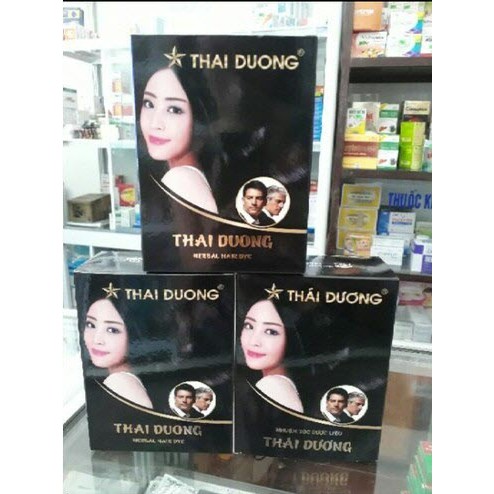 THAI DUONG®
THAI DUONG
HERBAL HAIR DYE
THAI DUONG®
THAI DUONG
HERBAL HAIR DYE
THÁI DƯƠNG®
NHUỘM TÓC DƯỢC LIỆU
THÁI DƯƠNG
THUỐC K